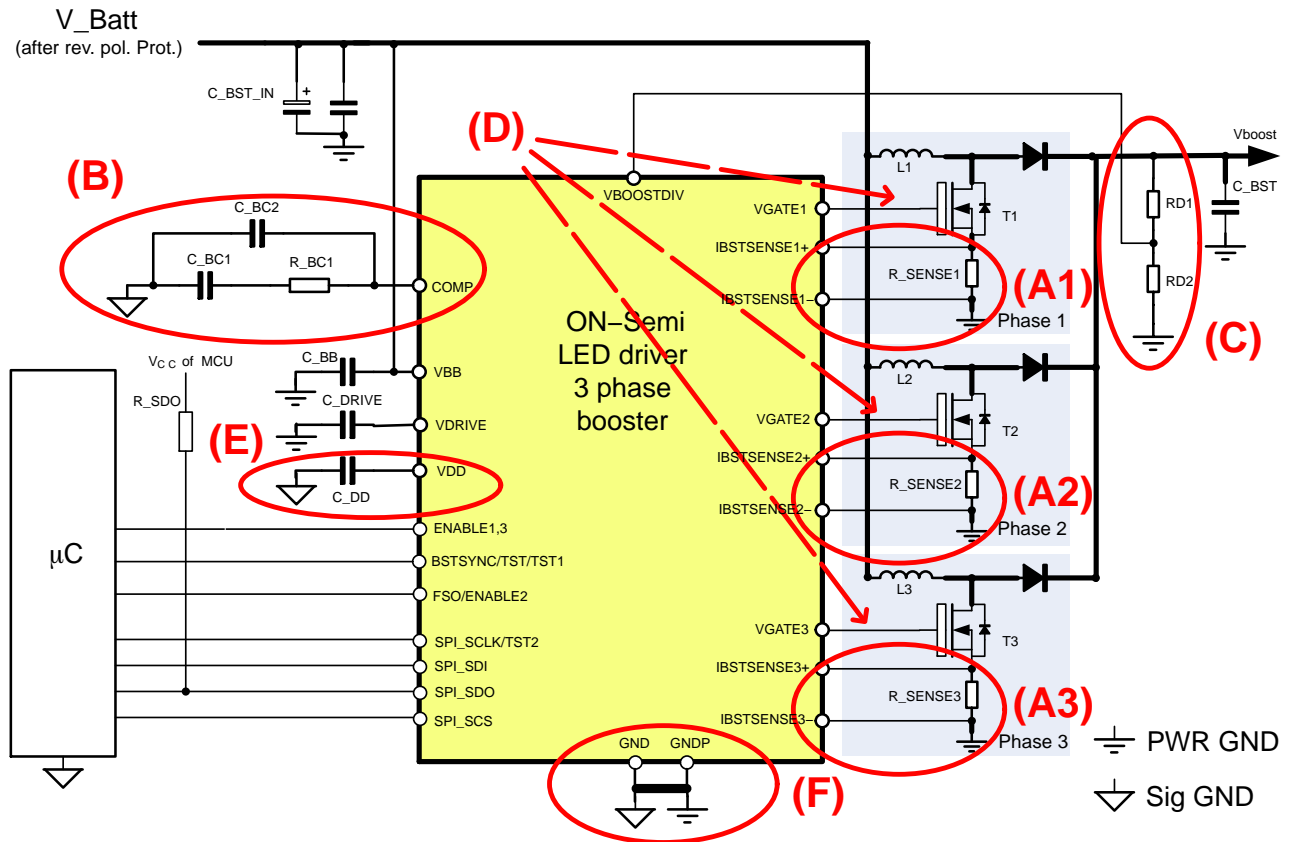 V_Batt
(after rev. pol. Prot.)
C_BST_IN
+
(D)
(B)
C_BC2
C_BC1
R_BC1
COMP
VBOOSTDIV
VGATE1
IBSTSENSE1+
IBSTSENSE1–
L1
T1
R_SENSE1
(A1)
Phase 1
Vboost
C_BST
RD1
RD2
(C)
ON–Semi
LED driver
3 phase
booster
VCC of MCU
R_SDO
C_BB
VBB
C_DRIVE
VDRIVE
(E)
VDD
C_DD
L2
VGATE2
T2
IBSTSENSE2+
R_SENSE2
(A2)
IBSTSENSE2–
Phase 2
µC
ENABLE1,3
BSTSYNC/TST/TST1
FSO/ENABLE2
SPI_SCLK/TST2
SPI_SDI
SPI_SDO
SPI_SCS
L3
VGATE3
T3
IBSTSENSE3+
R_SENSE3
(A3)
IBSTSENSE3–
Phase 3
GND
GNDP
(F)
PWR GND
Sig GND